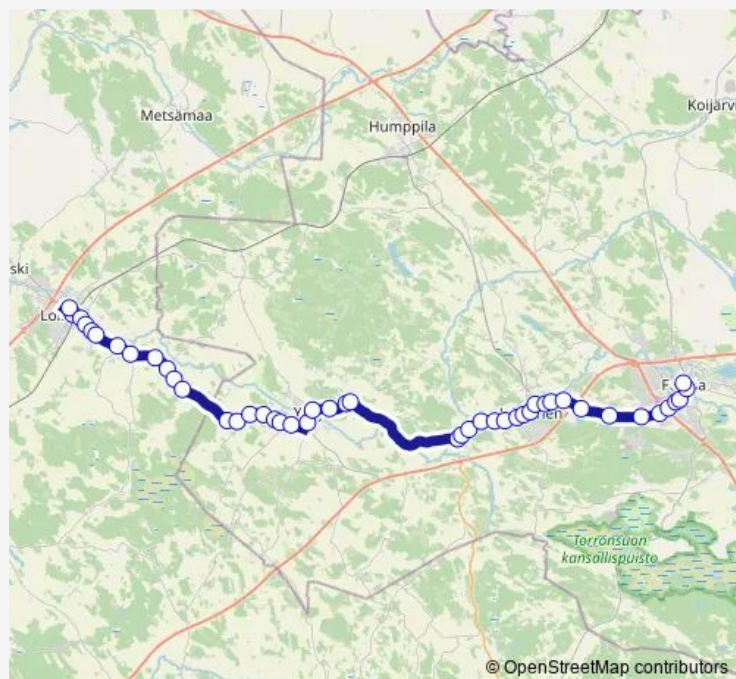 Metsämaa
Koijärv
Humppila
ski
Torronsuon
kansallispuisto
© OpenStreetMap contributors